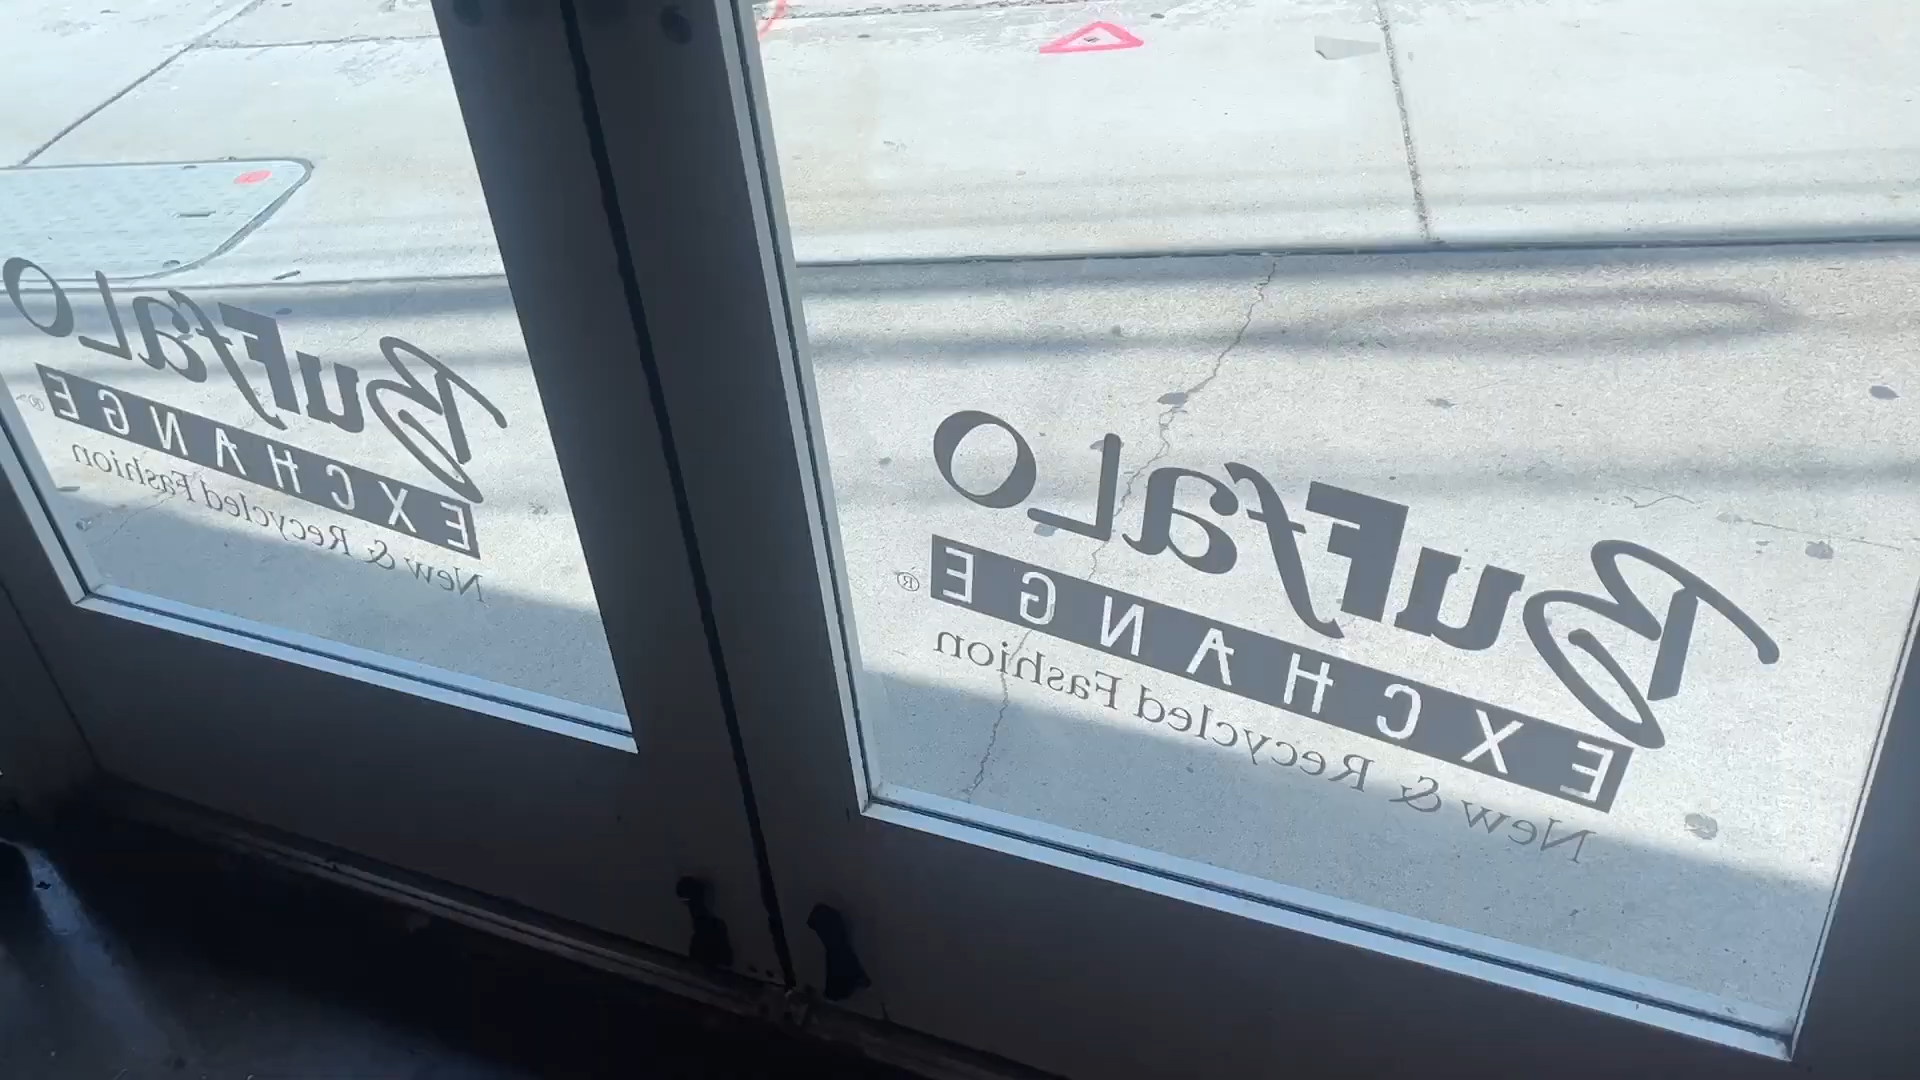 BuFfaLO
EXCHANGE®
New & Recycled Fashion
BuFfaLO
EXCHANGE®
New & Recycled Fashion